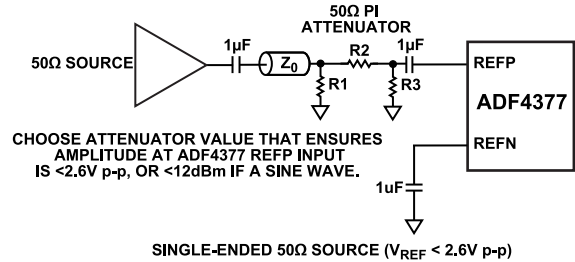 50Ω PI
ATTENUATOR
1µF
R2
1µF
50Ω SOURCE
Z0
REFP
R1
R3
ADF4377
CHOOSE ATTENUATOR VALUE THAT ENSURES
AMPLITUDE AT ADF4377 REFP INPUT
IS <2.6V p-p, OR <12dBm IF A SINE WAVE.
REFN
1uF
SINGLE-ENDED 50Ω SOURCE (VREF < 2.6V p-p)